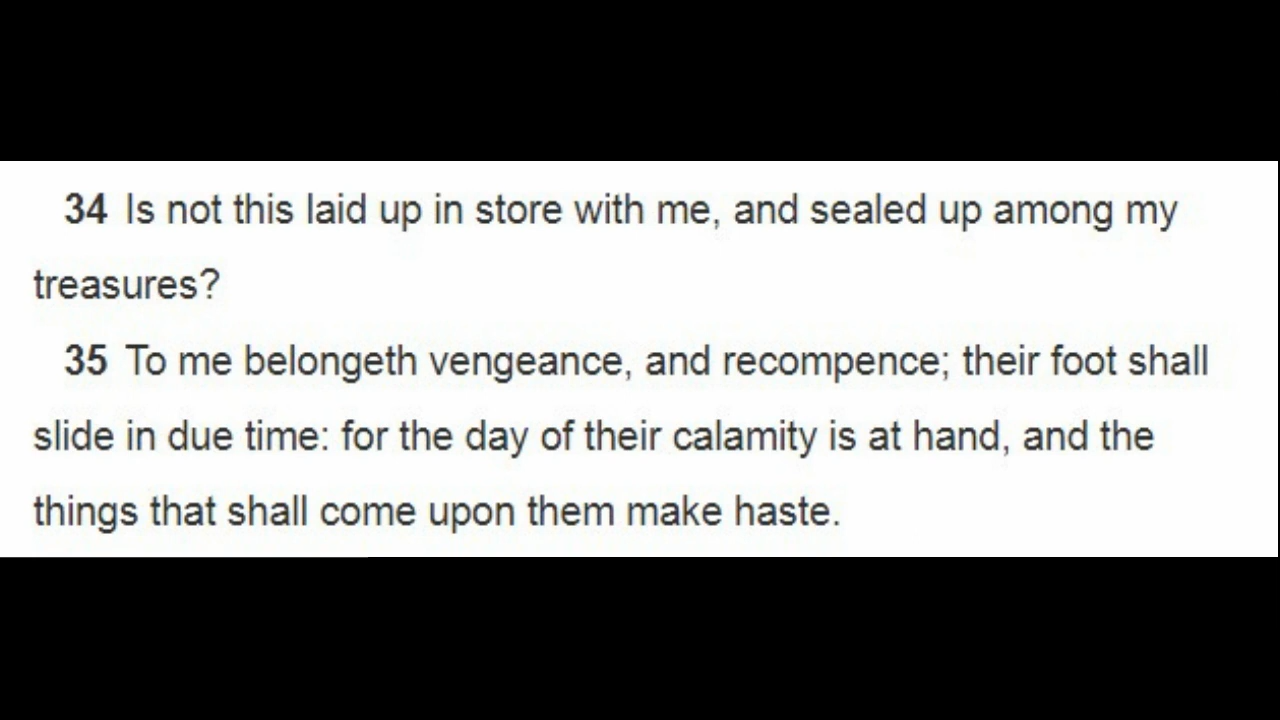 34 Is not this laid up in store with me, and sealed up among my
treasures?
35 To me belongeth vengeance, and recompence; their foot shall
slide in due time: for the day of their calamity is at hand, and the
things that shall come upon them make haste.